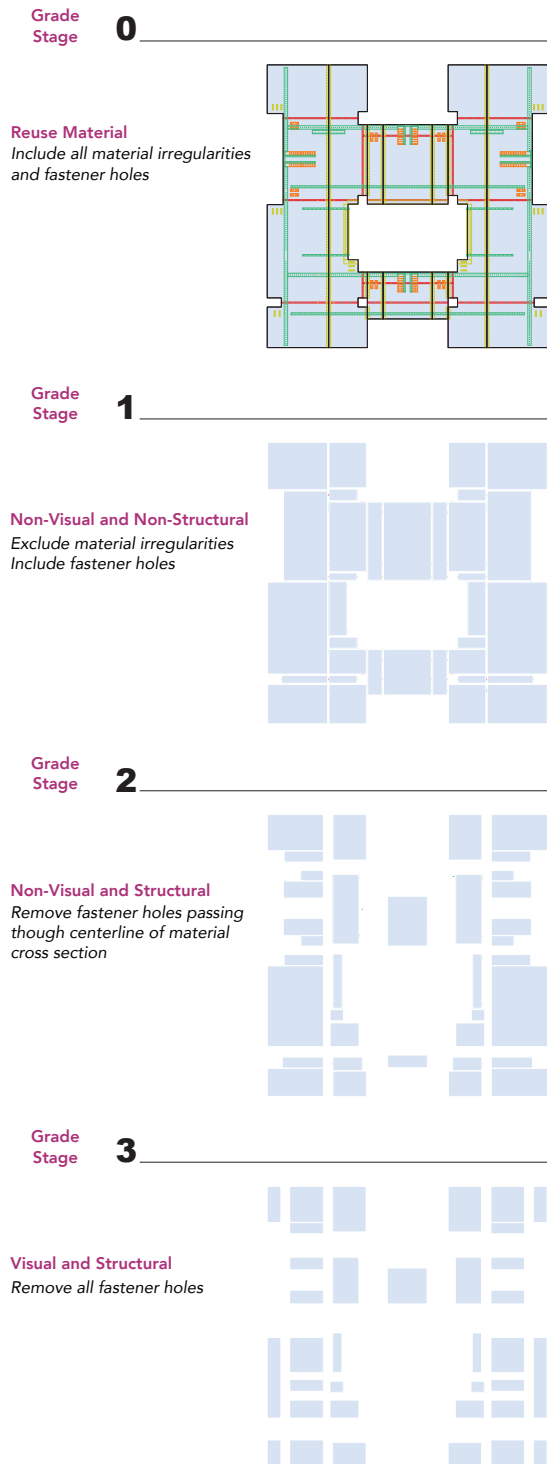 Grade
Stage 0
Reuse Material
Include all material irregularities
and fastener holes
Grade
Stage 1
Non-Visual and Non-Structural
Exclude material irregularities
Include fastener holes
Grade
Stage 2
Non-Visual and Structural
Remove fastener holes passing
though centerline of material
cross section
Grade
Stage 3
Visual and Structural
Remove all fastener holes